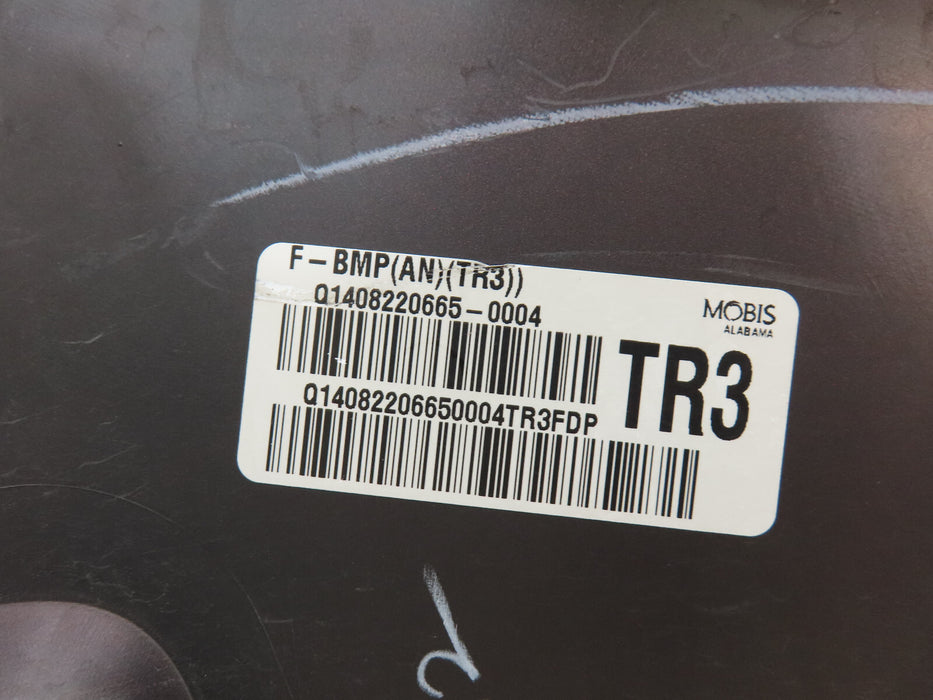 F-BMP(AN)(TR3))
Q1408220665-0004
MOBIS
ALABAMA
TR3
Q14082206650004TR3FDP